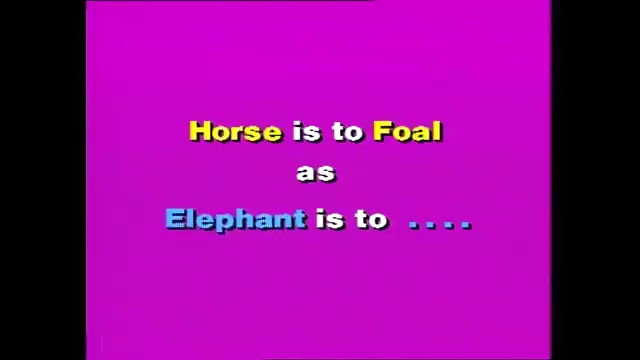 Horse is to Foal
as
Elephant is to ....